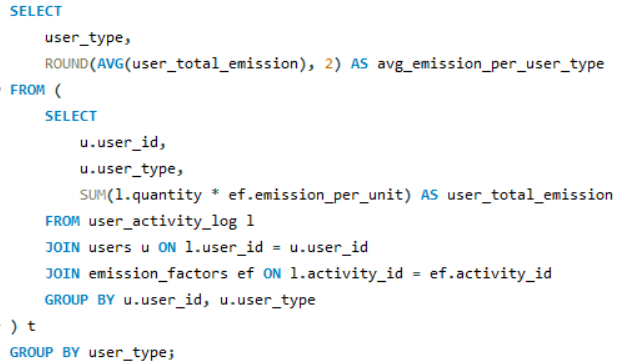 SELECT
user_type,
ROUND(AVG(user_total_emission), 2) AS avg_emission_per_user_type
FROM (
SELECT
u.user_id,
u.user_type,
SUM(l.quantity * ef.emission_per_unit) AS user_total_emission
FROM user_activity_log l
JOIN users u ON l.user_id = u.user_id
JOIN emission_factors ef ON l.activity_id = ef.activity_id
GROUP BY u.user_id, u.user_type
) t
GROUP BY user_type;